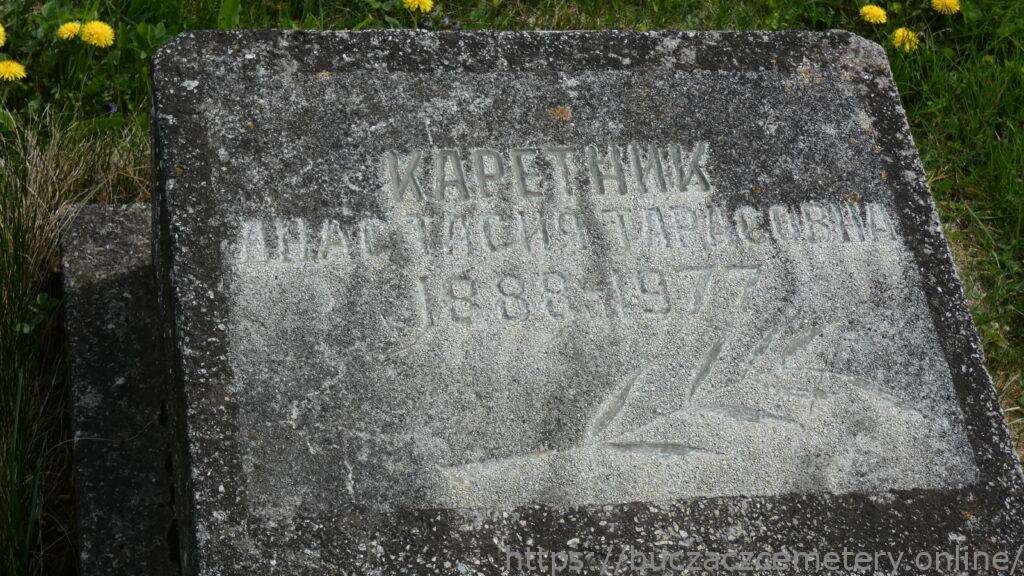 КАРЕТНИК
АНАСТАСИЯ ТАРАСОВНА
1888-1977
https://buczaczcemetery.online/